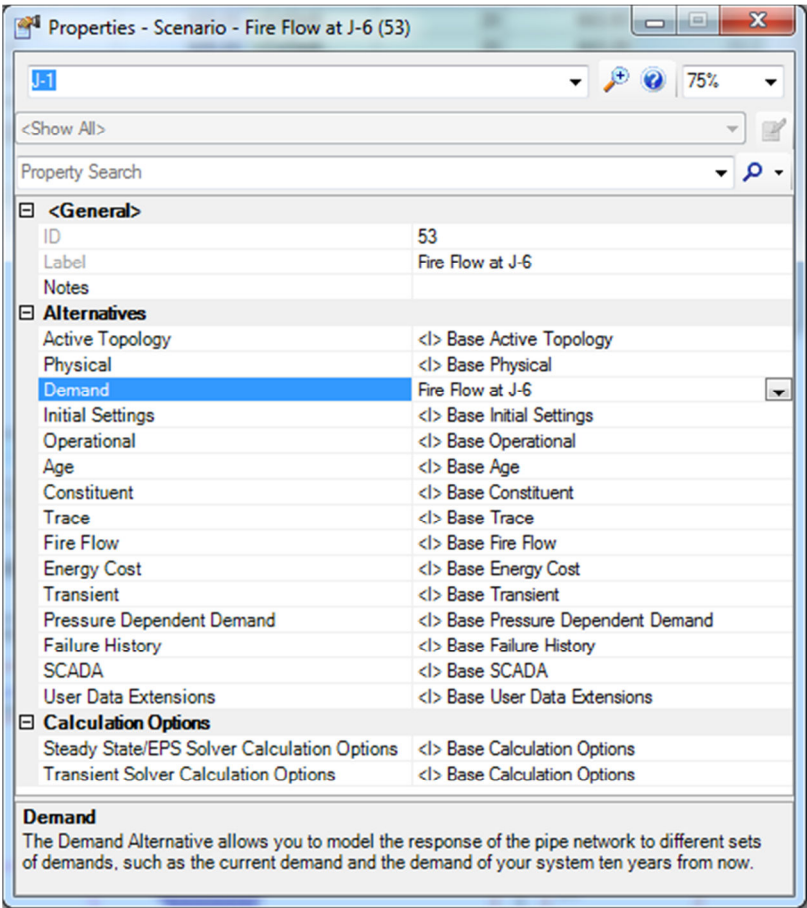 Properties - Scenario - Fire Flow at J-6 (53)
J-1
75%
<Show All>
Property Search
<General>
ID 53
Label Fire Flow at J-6
Notes
Alternatives
Active Topology <I> Base Active Topology
Physical <I> Base Physical
Demand Fire Flow at J-6
Initial Settings <I> Base Initial Settings
Operational <I> Base Operational
Age <I> Base Age
Constituent <I> Base Constituent
Trace <I> Base Trace
Fire Flow <I> Base Fire Flow
Energy Cost <I> Base Energy Cost
Transient <I> Base Transient
Pressure Dependent Demand <I> Base Pressure Dependent Demand
Failure History <I> Base Failure History
SCADA <I> Base SCADA
User Data Extensions <I> Base User Data Extensions
Calculation Options
Steady State/EPS Solver Calculation Options <I> Base Calculation Options
Transient Solver Calculation Options <I> Base Calculation Options
Demand
The Demand Alternative allows you to model the response of the pipe network to different sets
of demands, such as the current demand and the demand of your system ten years from now.